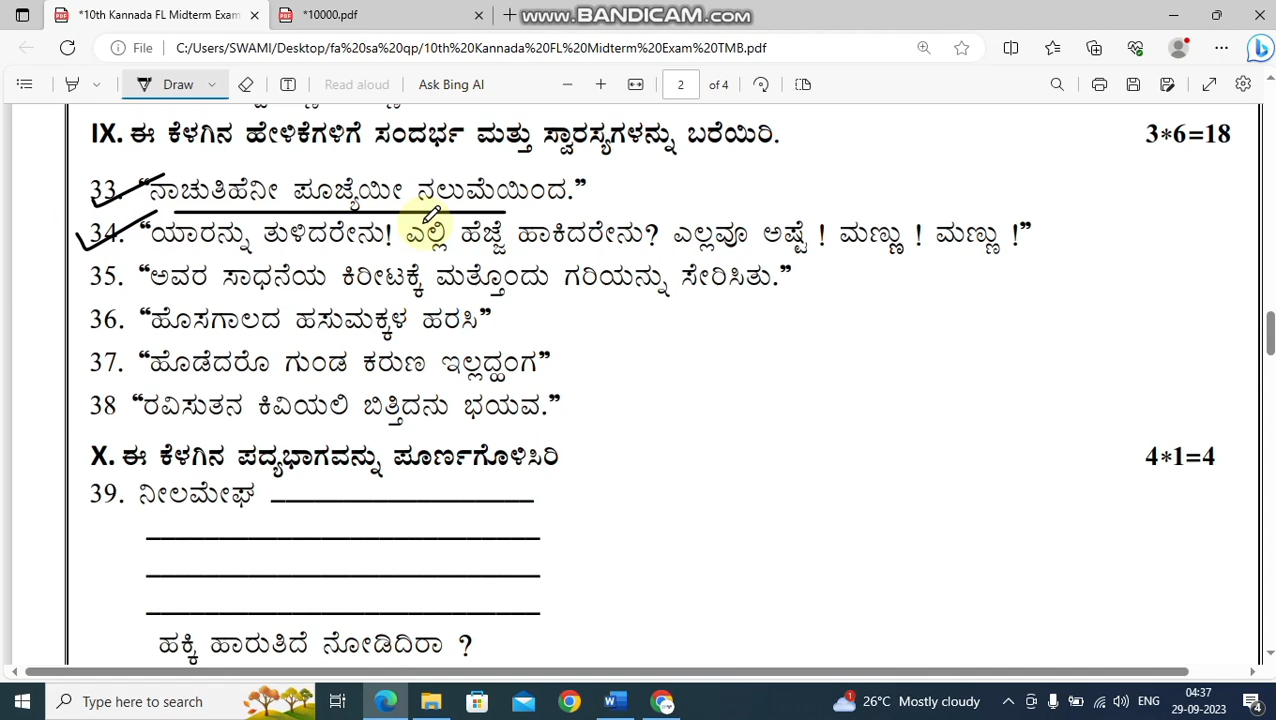 *10th Kannada FL Midterm Exam
*10000.pdf
www.BANDICAM.com
File C:/Users/SWAMI/Desktop/fa%20sa%20qp/10th%20Kannada%20FL%20Midterm%20Exam%20TMB.pdf
Draw Read aloud Ask Bing AI 2 of 4
IX. ಈ ಕೆಳಗಿನ ಹೇಳಿಕೆಗಳಿಗೆ ಸಂದರ್ಭ ಮತ್ತು ಸ್ವಾರಸ್ಯಗಳನ್ನು ಬರೆಯಿರಿ. 3*6=18
33. “ನಾಚುತಿಹೆನೀ ಪೂಜ್ಯೆಯೀ ನಲುಮೆಯಿಂದ.”
34. “ಯಾರನ್ನು ತುಳಿದರೇನು! ಎಲ್ಲಿ ಹೆಜ್ಜೆ ಹಾಕಿದರೇನು? ಎಲ್ಲವೂ ಅಷ್ಟೆ ! ಮಣ್ಣು ! ಮಣ್ಣು !”
35. “ಅವರ ಸಾಧನೆಯ ಕಿರೀಟಕ್ಕೆ ಮತ್ತೊಂದು ಗರಿಯನ್ನು ಸೇರಿಸಿತು.”
36. “ಹೊಸಗಾಲದ ಹಸುಮಕ್ಕಳ ಹರಸಿ”
37. “ಹೊಡೆದರೊ ಗುಂಡ ಕರುಣ ಇಲ್ಲದ್ಹಂಗ”
38 “ರವಿಸುತನ ಕಿವಿಯಲಿ ಬಿತ್ತಿದನು ಭಯವ.”
X. ಈ ಕೆಳಗಿನ ಪದ್ಯಭಾಗವನ್ನು ಪೂರ್ಣಗೊಳಿಸಿರಿ 4*1=4
39. ನೀಲಮೇಘ
ಹಕ್ಕಿ ಹಾರುತಿದೆ ನೋಡಿದಿರಾ ?
Type here to search 26°C Mostly cloudy ENG 04:37
29-09-2023